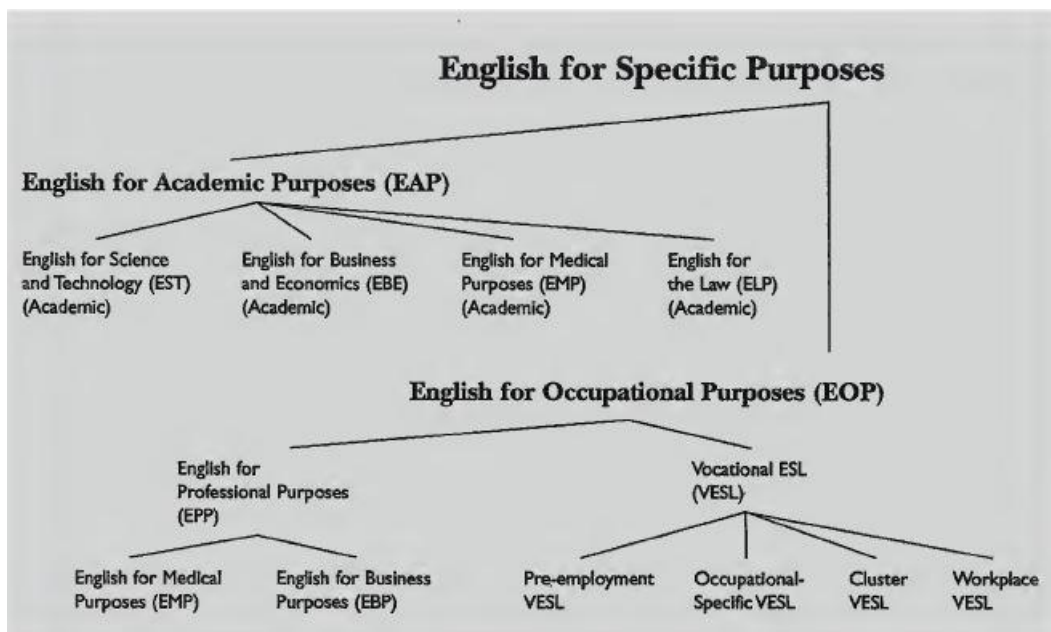 English for Specific Purposes
English for Academic Purposes (EAP)
English for Science
and Technology (EST)
(Academic)
English for Business
and Economics (EBE)
(Academic)
English for Medical
Purposes (EMP)
(Academic)
English for
the Law (ELP)
(Academic)
English for Occupational Purposes (EOP)
English for
Professional Purposes
(EPP)
Vocational ESL
(VESL)
English for Medical
Purposes (EMP)
English for Business
Purposes (EBP)
Pre-employment
VESL
Occupational-
Specific VESL
Cluster
VESL
Workplace
VESL